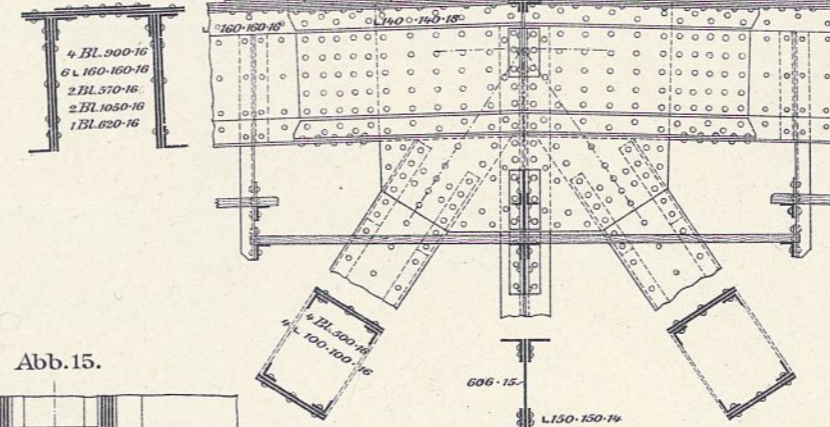 4 Bl. 900·16
6 L 160·160·16
2 Bl. 570·16
2 Bl. 1050·16
1 Bl. 620·16
L 160·160·16
L 140·140·16
4 Bl. 500·16
4 L 100·100·16
Abb. 15.
606·15
L 150·150·14